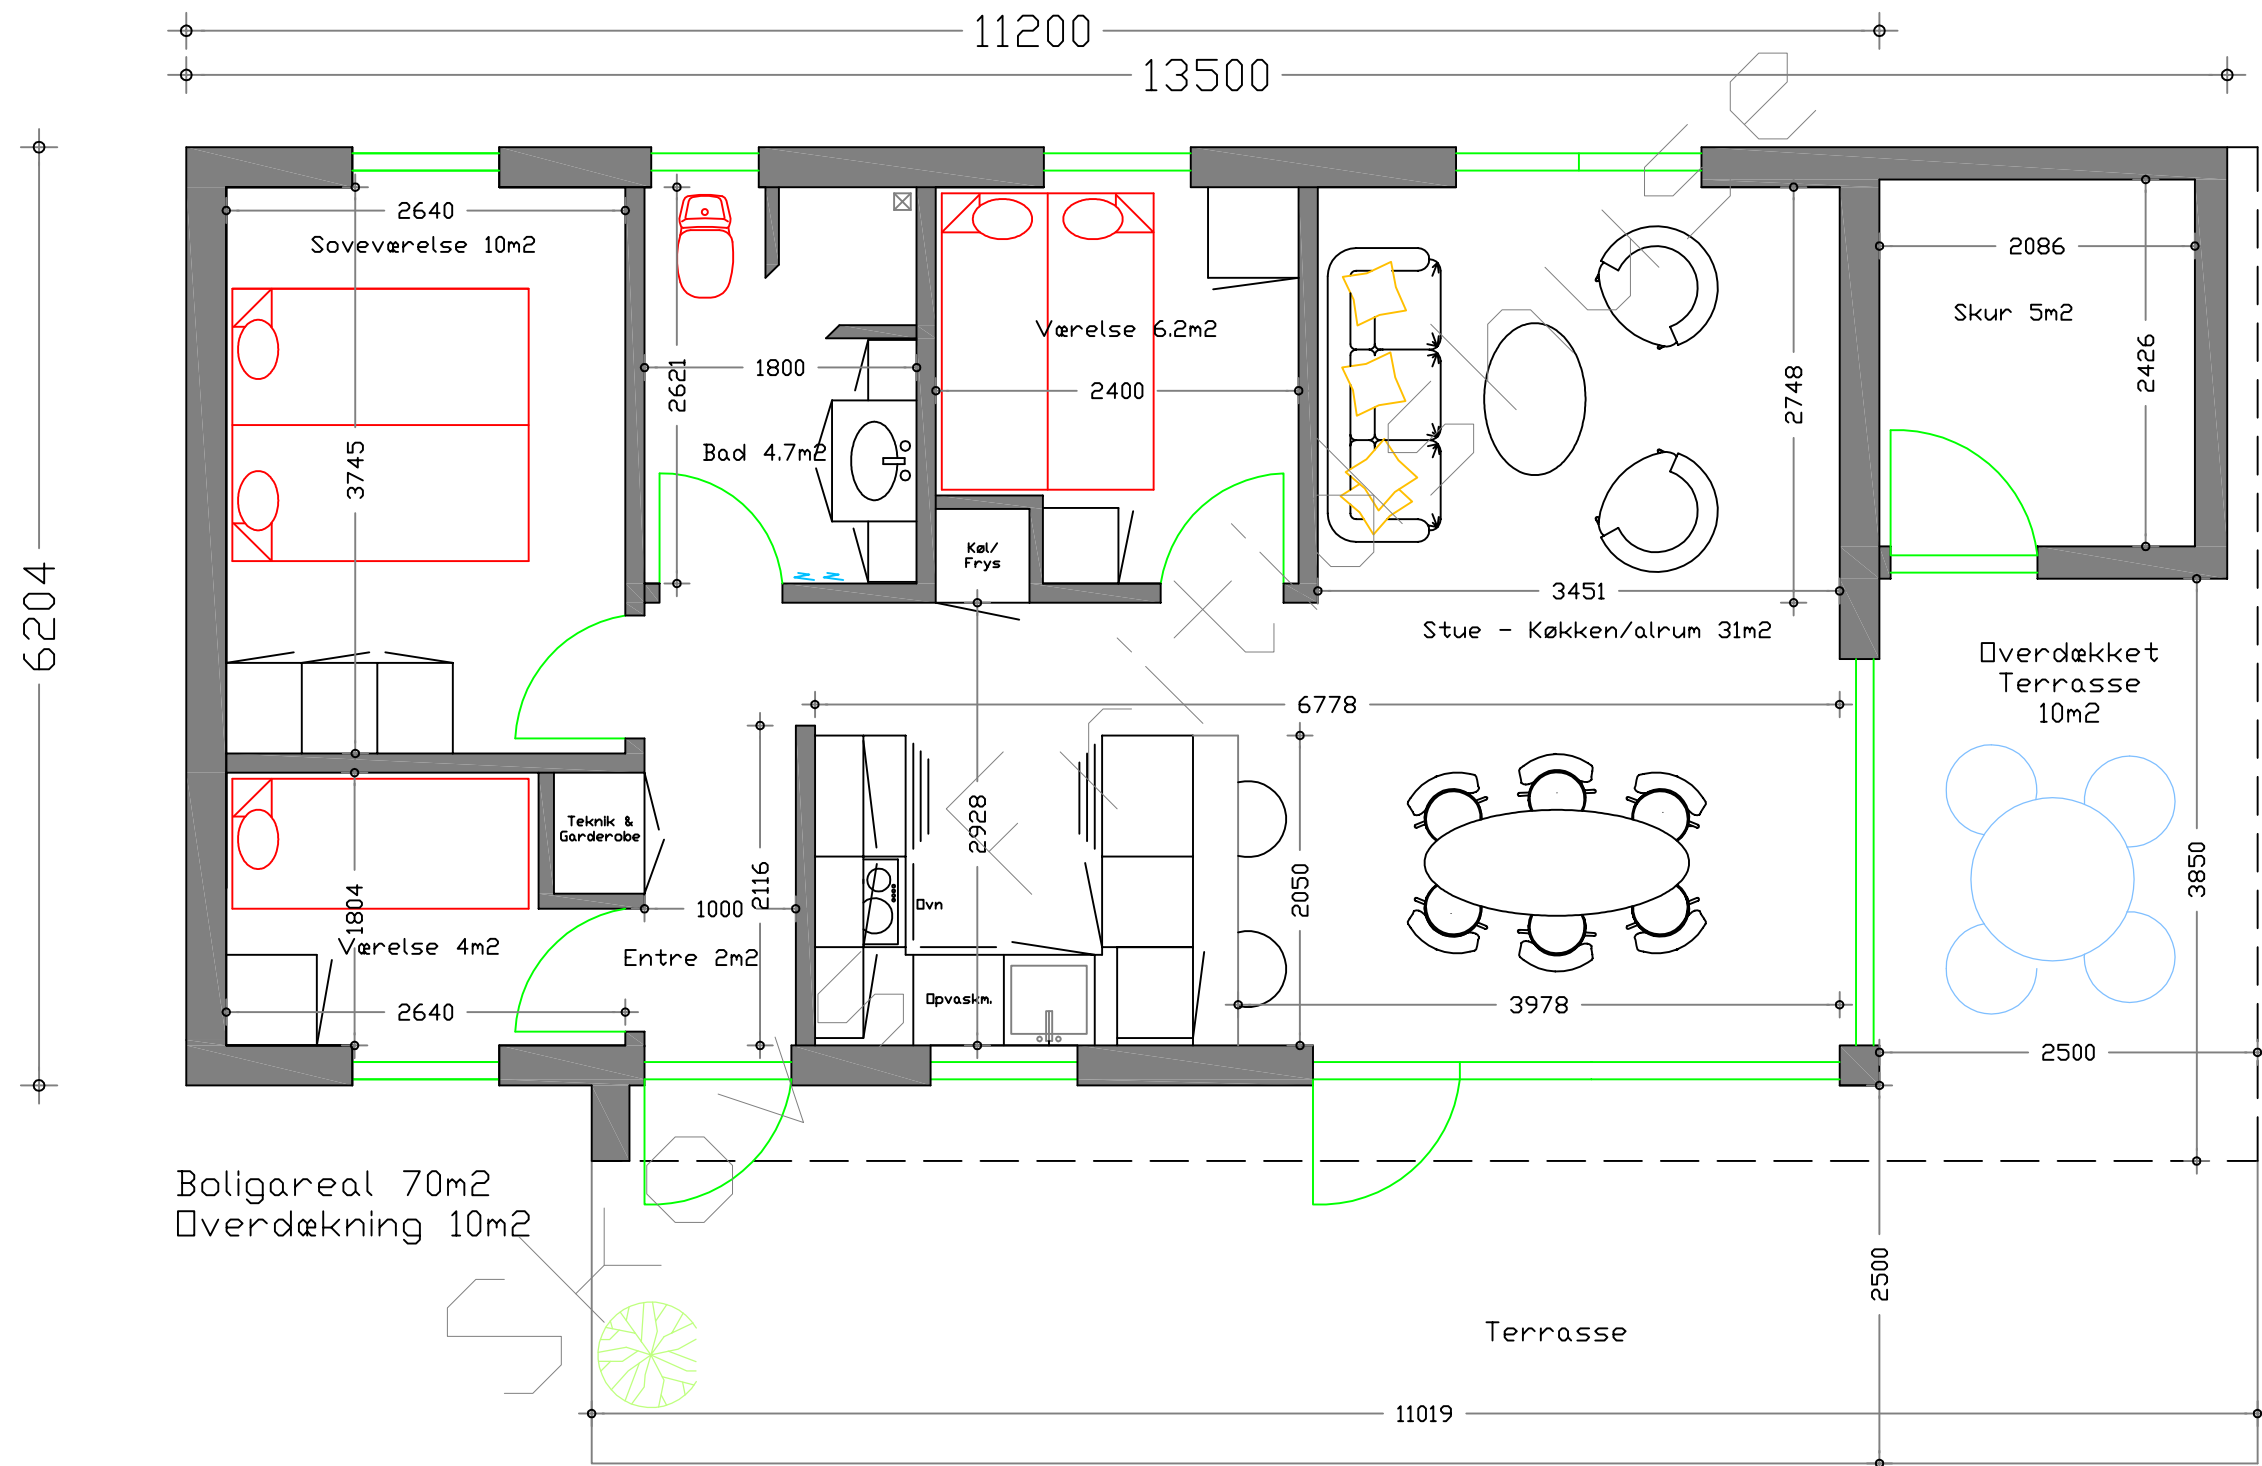 11200
13500
2640
Soveværelse 10m2
2086
Skur 5m2
Værelse 6.2m2
2621
1800
2400
2748
2426
Bad 4.7m2
3745
Køl/
Frys
3451
6204
Stue - Køkken/alrum 31m2
Overdækket
Terrasse
10m2
6778
Teknik &
Garderobe
2928
2116
2050
3850
1804
1000
Ovn
Værelse 4m2
Entre 2m2
Opvaskm.
2640
3978
2500
Boligareal 70m2
Overdækning 10m2
2500
Terrasse
11019